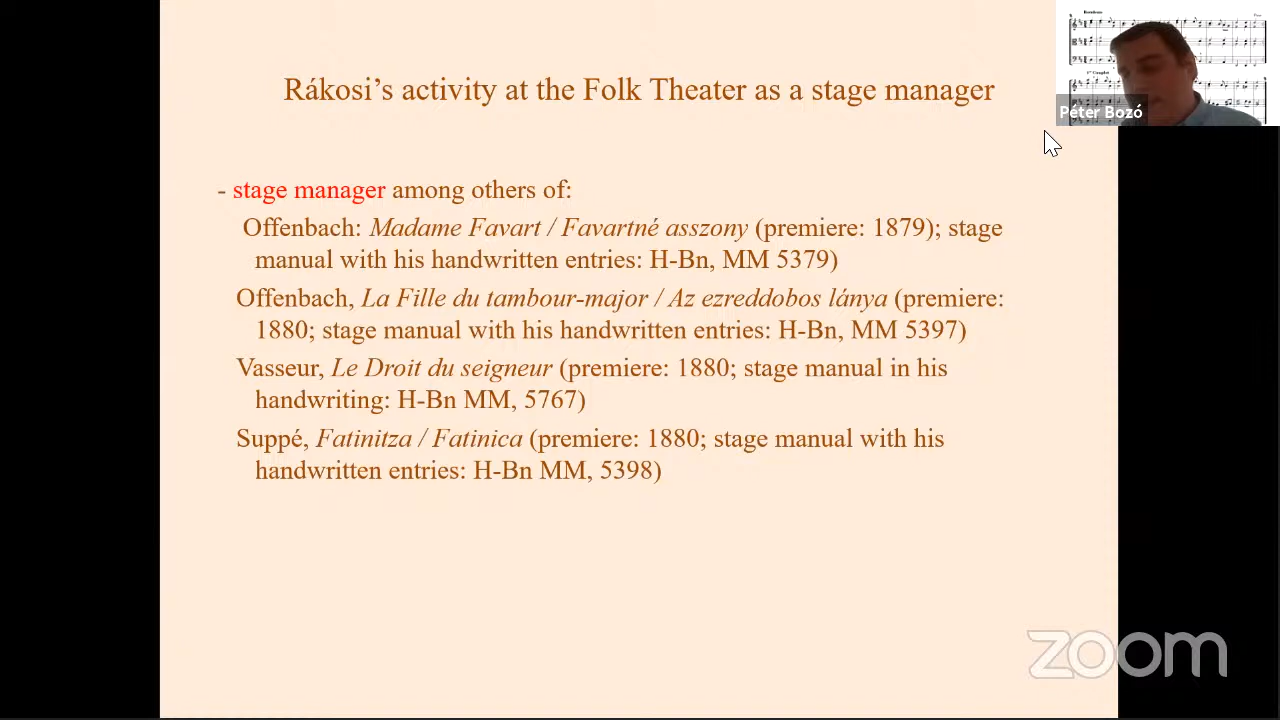 Rákosi’s activity at the Folk Theater as a stage manager
Péter Bozó
- stage manager among others of:
Offenbach: Madame Favart / Favartné asszony (premiere: 1879); stage
manual with his handwritten entries: H-Bn, MM 5379)
Offenbach, La Fille du tambour-major / Az ezreddobos lánya (premiere:
1880; stage manual with his handwritten entries: H-Bn, MM 5397)
Vasseur, Le Droit du seigneur (premiere: 1880; stage manual in his
handwriting: H-Bn MM, 5767)
Suppé, Fatinitza / Fatinica (premiere: 1880; stage manual with his
handwritten entries: H-Bn MM, 5398)
zoom